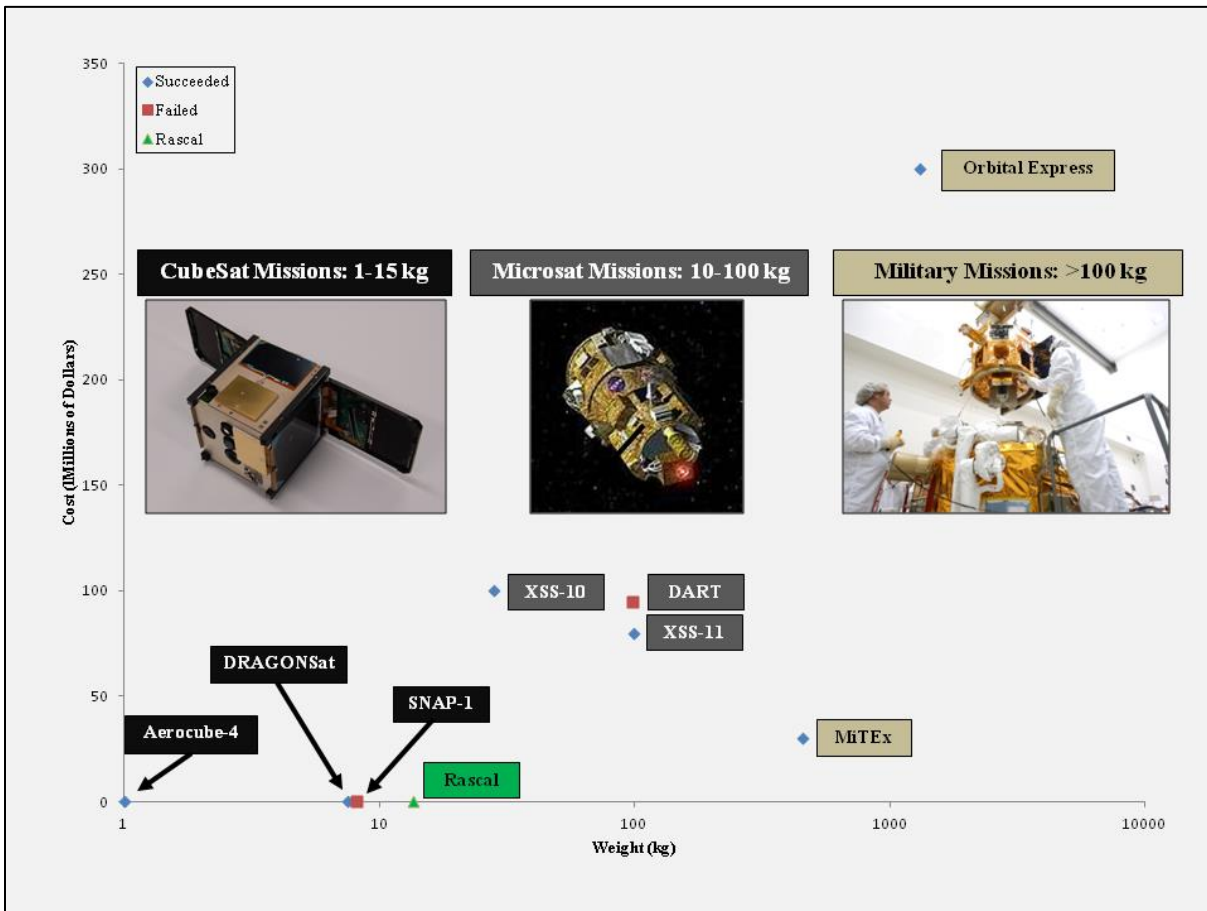 350
Succeeded
Failed
Rascal
300
Orbital Express
250
CubeSat Missions: 1-15 kg
Microsat Missions: 10-100 kg
Military Missions: >100 kg
Cost (Millions of Dollars)
200
150
100
XSS-10
DART
XSS-11
DRAGONSat
50
SNAP-1
Aerocube-4
MiTEx
Rascal
0
1
10
100
1000
10000
Weight (kg)